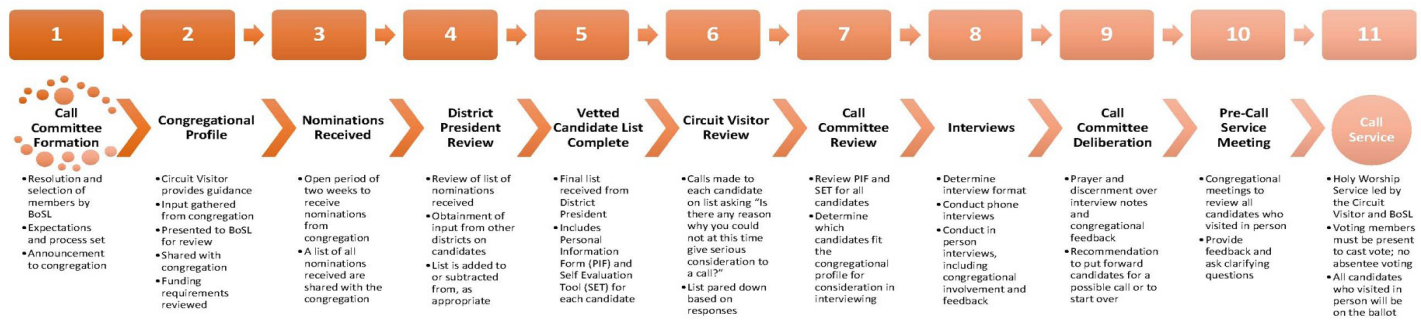 1
2
3
4
5
6
7
8
9
10
11
Call
Committee
Formation
• Resolution and
selection of
members by
BoSL
• Expectations
and process set
• Announcement
to congregation
Congregational
Profile
• Circuit Visitor
provides guidance
• Input gathered
from congregation
• Presented to BoSL
for review
• Shared with
congregation
• Funding
requirements
reviewed
Nominations
Received
• Open period of
two weeks to
receive
nominations
from
congregation
• A list of all
nominations
received are
shared with the
congregation
District
President
Review
• Review of list of
nominations
received
• Obtainment of
input from other
districts on
candidates
• List is added to
or subtracted
from, as
appropriate
Vetted
Candidate List
Complete
• Final list
received from
District
President
• Includes
Personal
Information
Form (PIF) and
Self Evaluation
Tool (SET) for
each candidate
Circuit Visitor
Review
• Calls made to
each candidate
on list asking "Is
there any reason
why you could
not at this time
give serious
consideration to
a call?"
• List pared down
based on
responses
Call
Committee
Review
• Review PIF and
SET for all
candidates
• Determine
which
candidates fit
the
congregational
profile for
consideration in
interviewing
Interviews
• Determine
interview format
• Conduct phone
interviews
• Conduct in
person
interviews,
including
congregational
involvement and
feedback
Call
Committee
Deliberation
• Prayer and
discernment over
interview notes
and
congregational
feedback
• Recommendation
to put forward
candidates for a
possible call or to
start over
Pre-Call
Service
Meeting
• Congregational
meetings to
review all
candidates who
visited in person
• Provide
feedback and
ask clarifying
questions
Call
Service
• Holy Worship
Service led by
the Circuit
Visitor and BoSL
• Voting members
must be present
to cast vote; no
absentee voting
• All candidates
who visited in
person will be
on the ballot